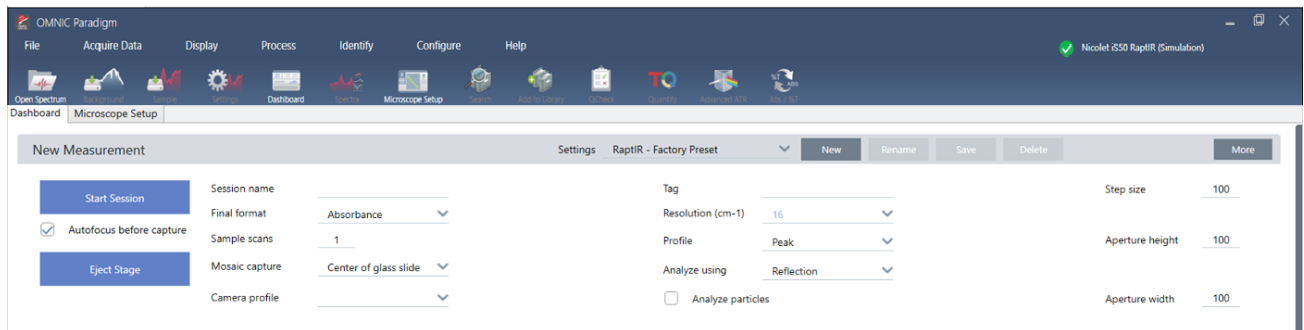 OMNIC Paradigm
File Acquire Data Display Process Identify Configure Help
Nicolet iS50 RaptIR (Simulation)
Open Spectrum Background Sample Settings Dashboard Spectra Microscope Setup Search Add to Library QCheck Quantify Advanced ATR Abs / %T
Dashboard Microscope Setup
New Measurement Settings RaptIR - Factory Preset New Rename Save Delete More
Start Session Session name Tag Step size 100
Final format Absorbance Resolution (cm-1) 16
Autofocus before capture Sample scans 1 Profile Peak Aperture height 100
Eject Stage Mosaic capture Center of glass slide Analyze using Reflection
Camera profile Analyze particles Aperture width 100